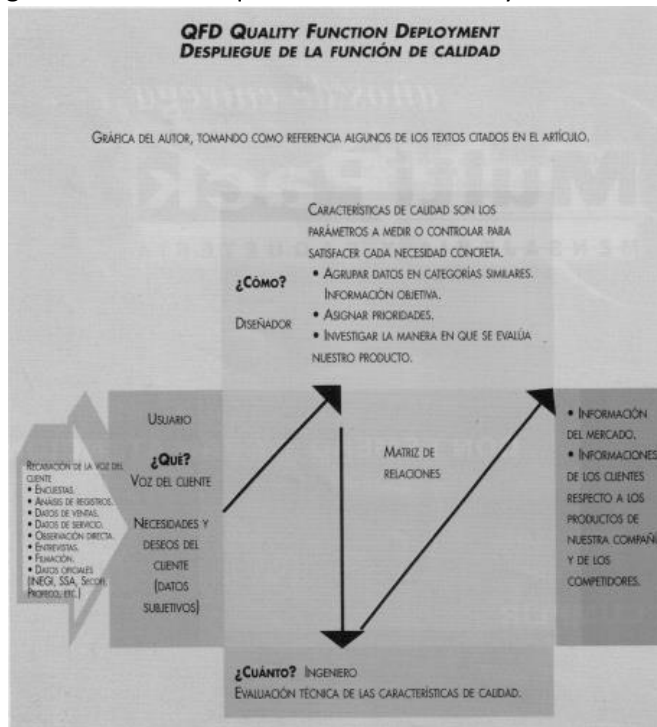 QFD QUALITY FUNCTION DEPLOYMENT
DESPLIEGUE DE LA FUNCIÓN DE CALIDAD
GRÁFICA DEL AUTOR, TOMANDO COMO REFERENCIA ALGUNOS DE LOS TEXTOS CITADOS EN EL ARTÍCULO.
CARACTERÍSTICAS DE CALIDAD SON LOS
PARÁMETROS A MEDIR O CONTROLAR PARA
SATISFACER CADA NECESIDAD CONCRETA.
¿CÓMO?
• AGRUPAR DATOS EN CATEGORÍAS SIMILARES.
INFORMACIÓN OBJETIVA.
DISEÑADOR
• ASIGNAR PRIORIDADES.
• INVESTIGAR LA MANERA EN QUE SE EVALÚA
NUESTRO PRODUCTO.
RECABACIÓN DE LA VOZ DEL
CLIENTE
• ENCUESTAS.
• ANÁLISIS DE REGISTROS.
• DATOS DE VENTAS.
• DATOS DE SERVICIO.
• OBSERVACIÓN DIRECTA.
• ENTREVISTAS.
• FILMACIÓN.
• DATOS OFICIALES
(INEGI, SSA, SECOFI,
PROFECO, ETC.)
USUARIO
¿QUÉ?
VOZ DEL CLIENTE
NECESIDADES Y
DESEOS DEL
CLIENTE
(DATOS
SUBJETIVOS)
MATRIZ DE
RELACIONES
• INFORMACIÓN
DEL MERCADO.
• INFORMACIONES
DE LOS CLIENTES
RESPECTO A LOS
PRODUCTOS DE
NUESTRA COMPAÑÍ
Y DE LOS
COMPETIDORES.
¿CUÁNTO? INGENIERO
EVALUACIÓN TÉCNICA DE LAS CARACTERÍSTICAS DE CALIDAD.